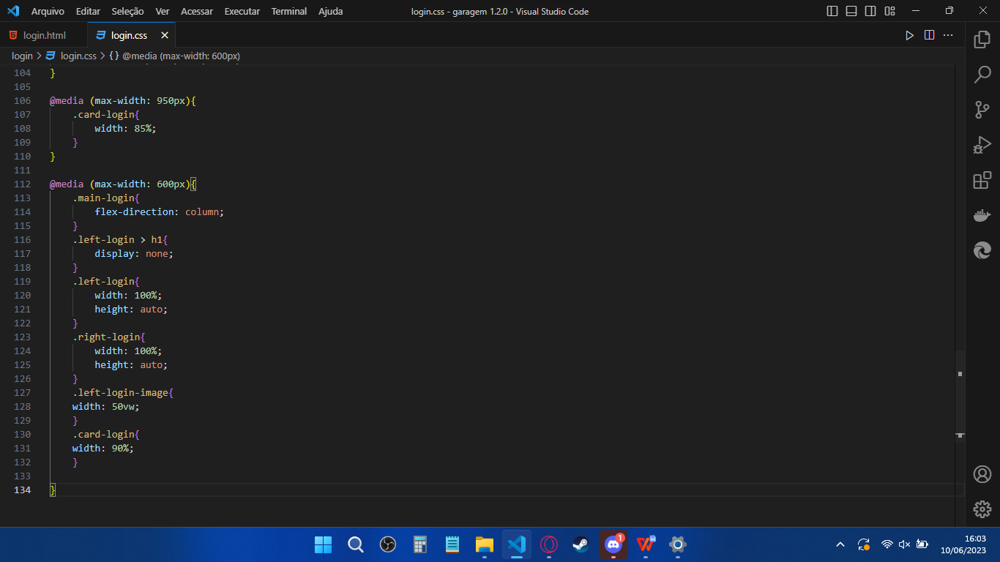 Arquivo Editar Seleção Ver Acessar Executar Terminal Ajuda login.css - garagem 1.2.0 - Visual Studio Code
login.html login.css
login > login.css > {} @media (max-width: 600px)
104 }
105
106 @media (max-width: 950px){
107 .card-login{
108 width: 85%;
109 }
110 }
111
112 @media (max-width: 600px){
113 .main-login{
114 flex-direction: column;
115 }
116 .left-login > h1{
117 display: none;
118 }
119 .left-login{
120 width: 100%;
121 height: auto;
122 }
123 .right-login{
124 width: 100%;
125 height: auto;
126 }
127 .left-login-image{
128 width: 50vw;
129 }
130 .card-login{
131 width: 90%;
132 }
133
134 }
1
16:03
10/06/2023